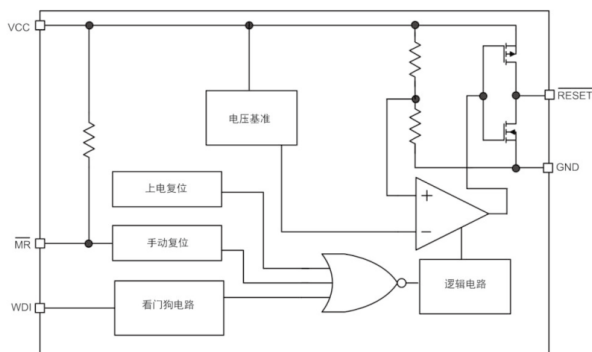 VCC
RESET
电压基准
GND
上电复位
+
−
MR
手动复位
逻辑电路
WDI
看门狗电路